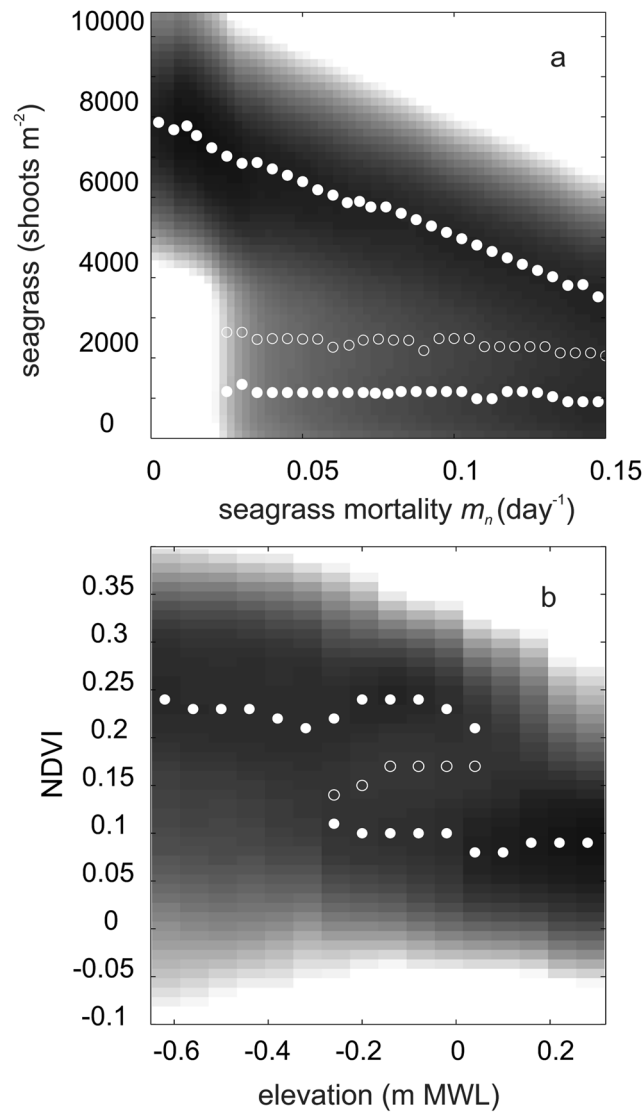 a
10000
8000
6000
4000
2000
0
seagrass (shoots m⁻²)
0 0.05 0.1 0.15
seagrass mortality mₙ (day⁻¹)
b
0.35
0.3
0.25
0.2
0.15
0.1
0.05
0
-0.05
-0.1
NDVI
-0.6 -0.4 -0.2 0 0.2
elevation (m MWL)